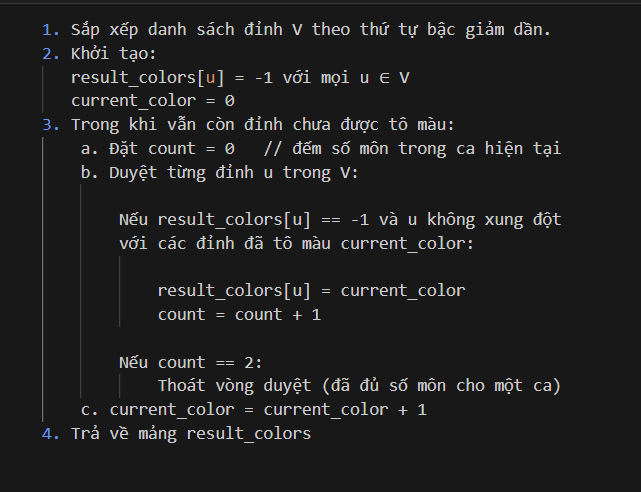 1. Sắp xếp danh sách đỉnh V theo thứ tự bậc giảm dần.
2. Khởi tạo:
result_colors[u] = -1 với mọi u ∈ V
current_color = 0
3. Trong khi vẫn còn đỉnh chưa được tô màu:
a. Đặt count = 0 // đếm số môn trong ca hiện tại
b. Duyệt từng đỉnh u trong V:
Nếu result_colors[u] == -1 và u không xung đột
với các đỉnh đã tô màu current_color:
result_colors[u] = current_color
count = count + 1
Nếu count == 2:
Thoát vòng duyệt (đã đủ số môn cho một ca)
c. current_color = current_color + 1
4. Trả về mảng result_colors